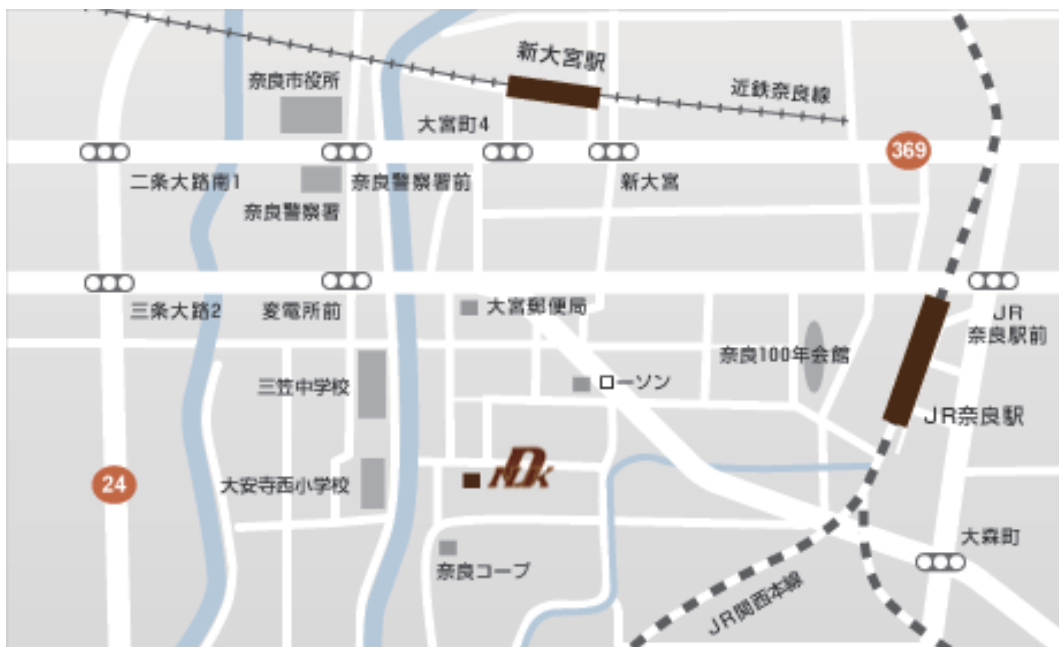 新大宮駅
奈良市役所
近鉄奈良線
大宮町4
369
二条大路南1
奈良警察署前
新大宮
奈良警察署
三条大路2
変電所前
大宮郵便局
JR
奈良駅前
奈良100年会館
三笠中学校
ローソン
JR奈良駅
NDK
24
大安寺西小学校
大森町
奈良コープ
JR関西本線